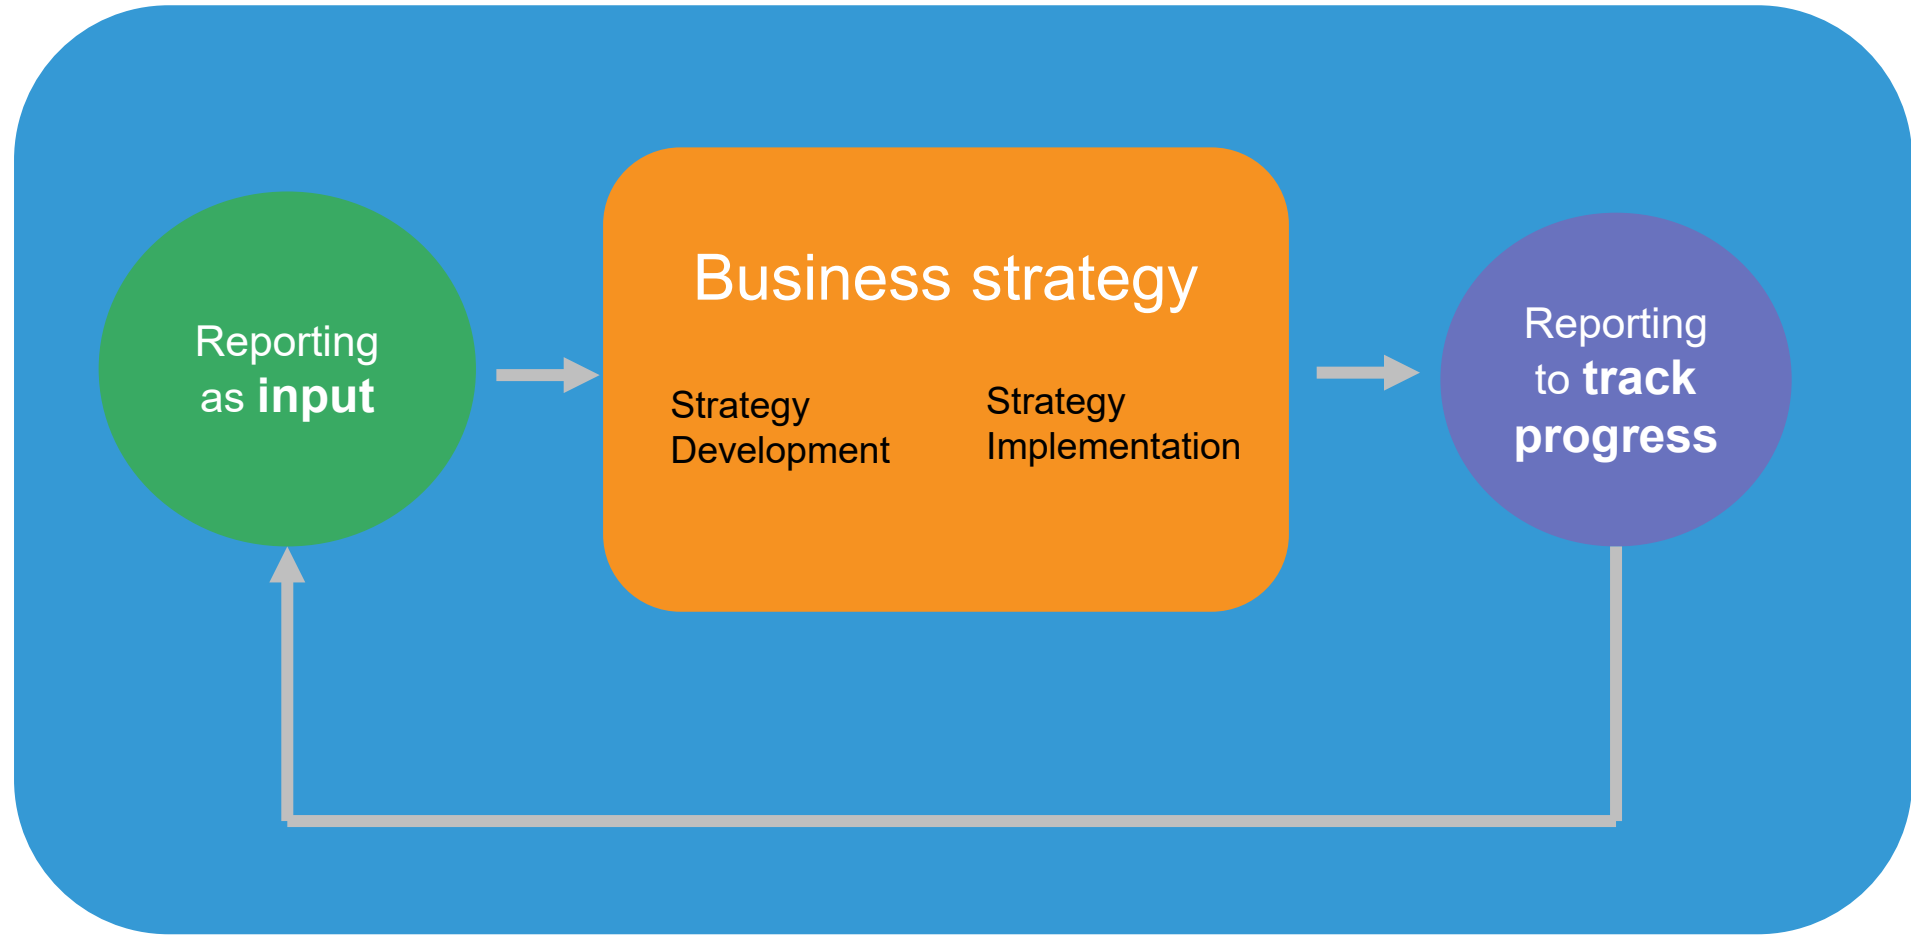 Reporting
as input
Business strategy
Strategy
Development
Strategy
Implementation
Reporting
to track
progress